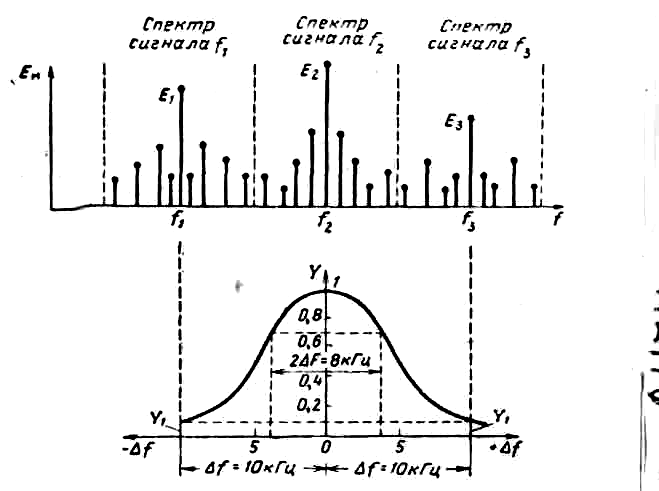 Спектр сигнала f₁
Спектр сигнала f₂
Спектр сигнала f₃
Eн
E₁
E₂
E₃
f₁
f₂
f₃
f
Y
1
0,8
0,6
2ΔF=8кГц
0,4
0,2
Y₁
Y₁
-Δf
5
0
5
+Δf
Δf=10кГц
Δf=10кГц